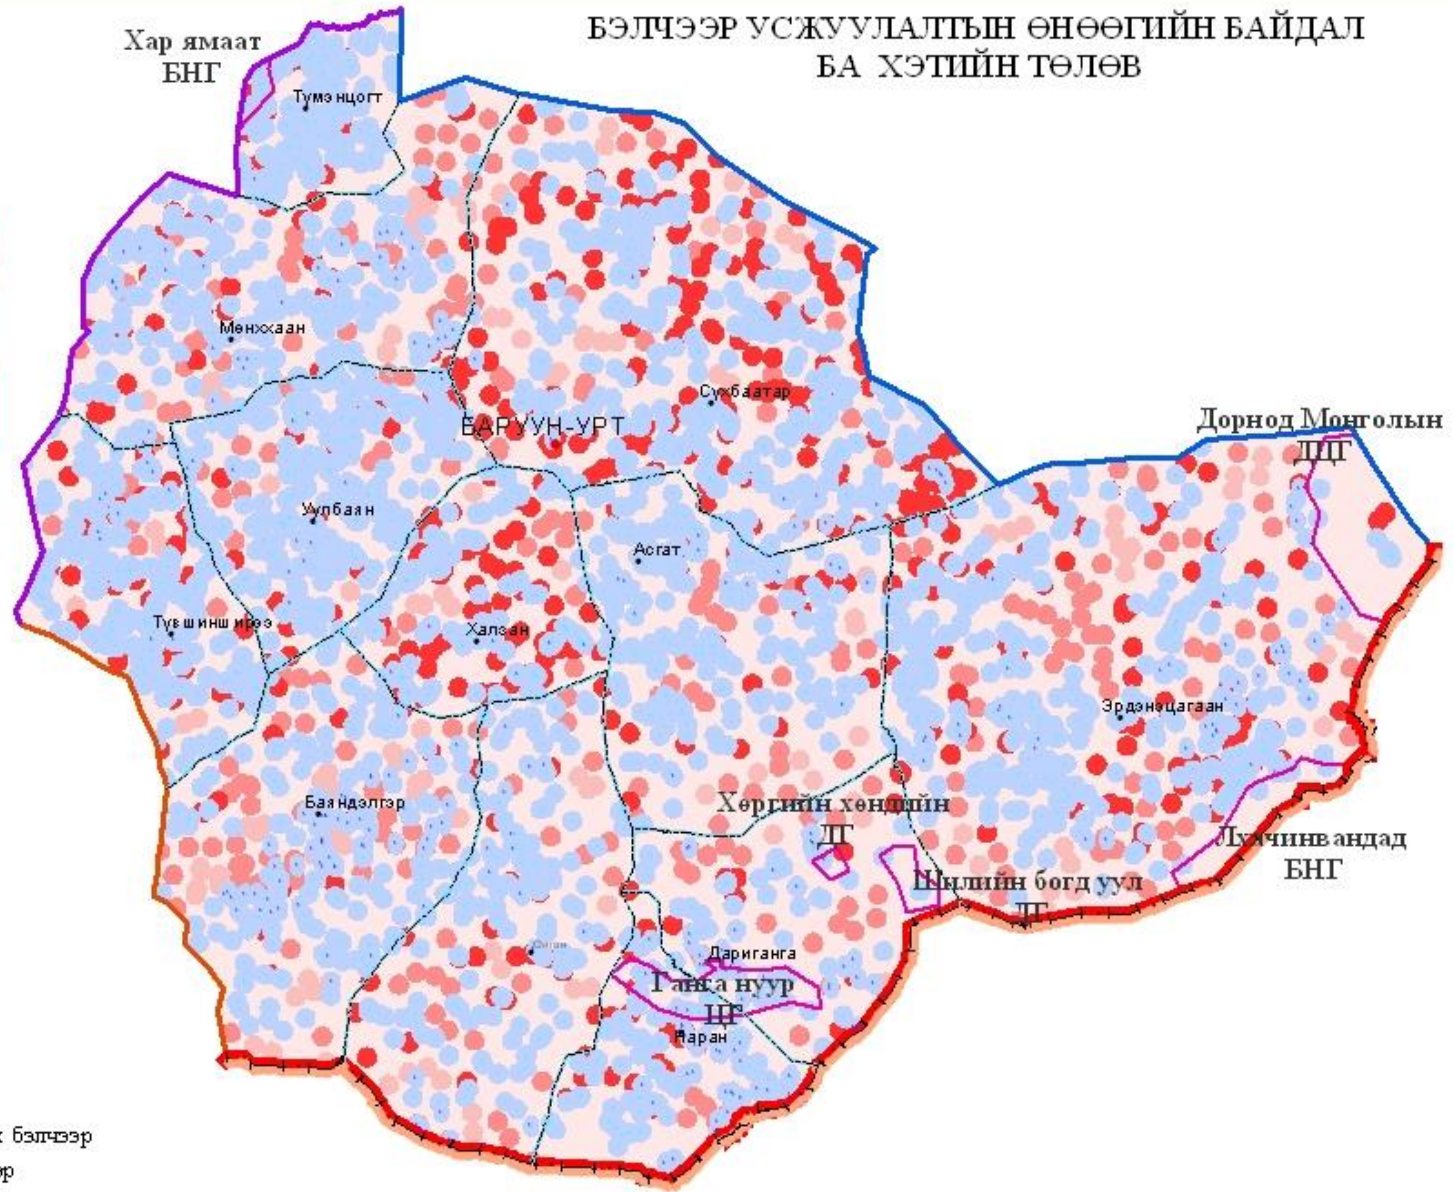 БЭЛЧЭЭР УСЖУУЛАЛТЫН ӨНӨӨГИЙН БАЙДАЛ
БА ХЭТИЙН ТӨЛӨВ
Хар ямаат
БНГ
Түмэнцогт
Мөнххаан
Сүхбаатар
БАРУУН-УРТ
Дорнод Монголын
ДЦГ
Уулбаян
Асгат
Түвшинширээ
Халзан
Эрдэнэцагаан
Баяндэлгэр
Хөргийн хөндийн
ДГ
Лхачинвандад
БНГ
Шилийн богд уул
ДГ
Дариганга
Ганга нуур
ЦГ
Наран
бэлчээр